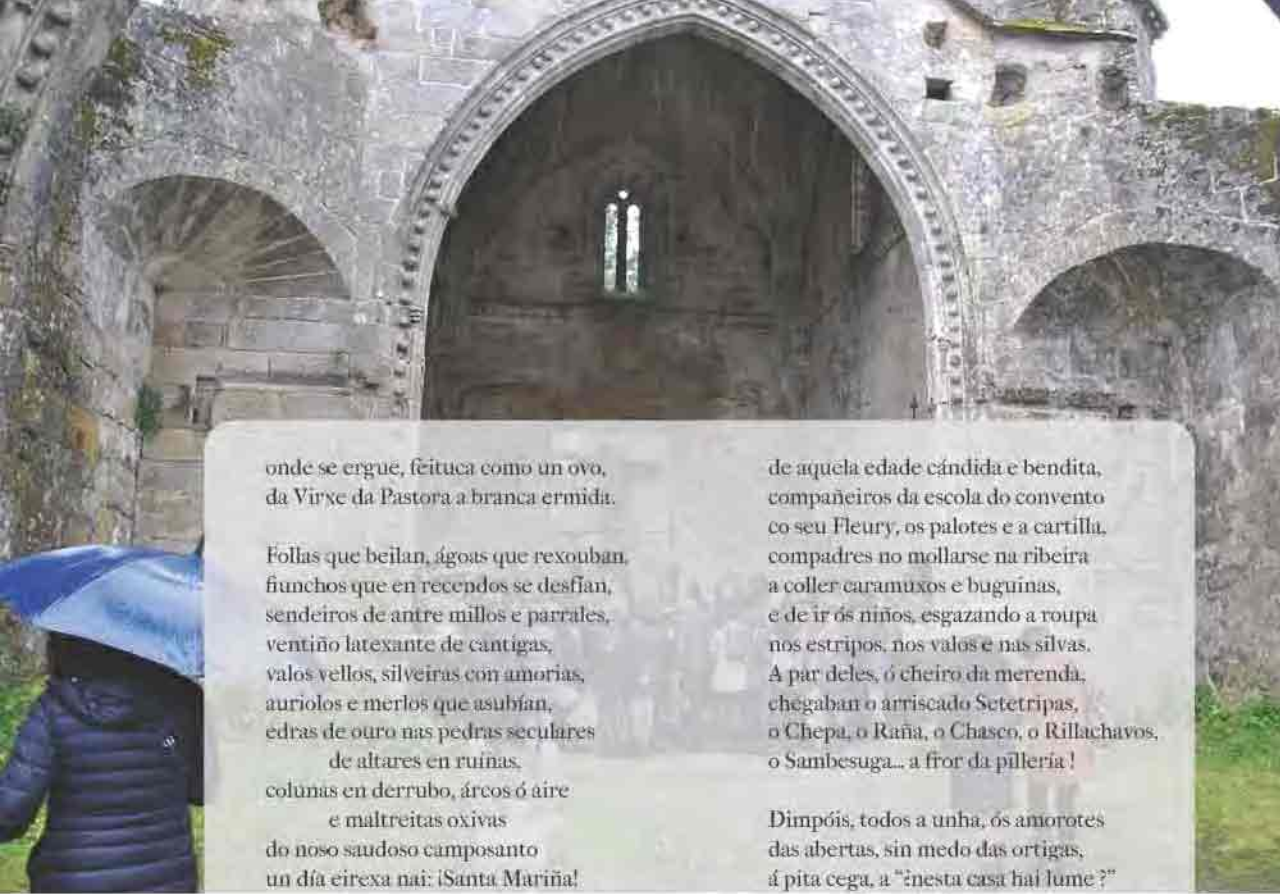 onde se ergue, feituca como un ovo,
da Virxe da Pastora a branca ermida.
Follas que beilan, ágoas que rexouban,
fiunchos que en recendos se desfían,
sendeiros de antre millos e parrales,
ventiño latexante de cantigas,
valos vellos, silveiras con amorias,
auriolos e merlos que asubían,
edras de ouro nas pedras seculares
de altares en ruínas,
colunas en derrubo, árcos ó aire
e maltreitas oxivas
do noso saudoso camposanto
un día eirexa nai: ¡Santa Mariña!
de aquela edade cándida e bendita,
compañeiros da escola do convento
co seu Fleury, os palotes e a cartilla,
compadres no mollarse na ribeira
a coller caramuxos e buguinas,
e de ir ós niños, esgazando a roupa
nos estripos, nos valos e nas silvas.
A par deles, ó cheiro da merenda,
chegaban o arriscado Setetripas,
o Chepa, o Raña, o Chasco, o Rillachavos,
o Sambesuga... a fror da pillería !
Dimpóis, todos a unha, ós amorotes
das abertas, sin medo das ortigas,
á pita cega, a “¿nesta casa hai lume ?”